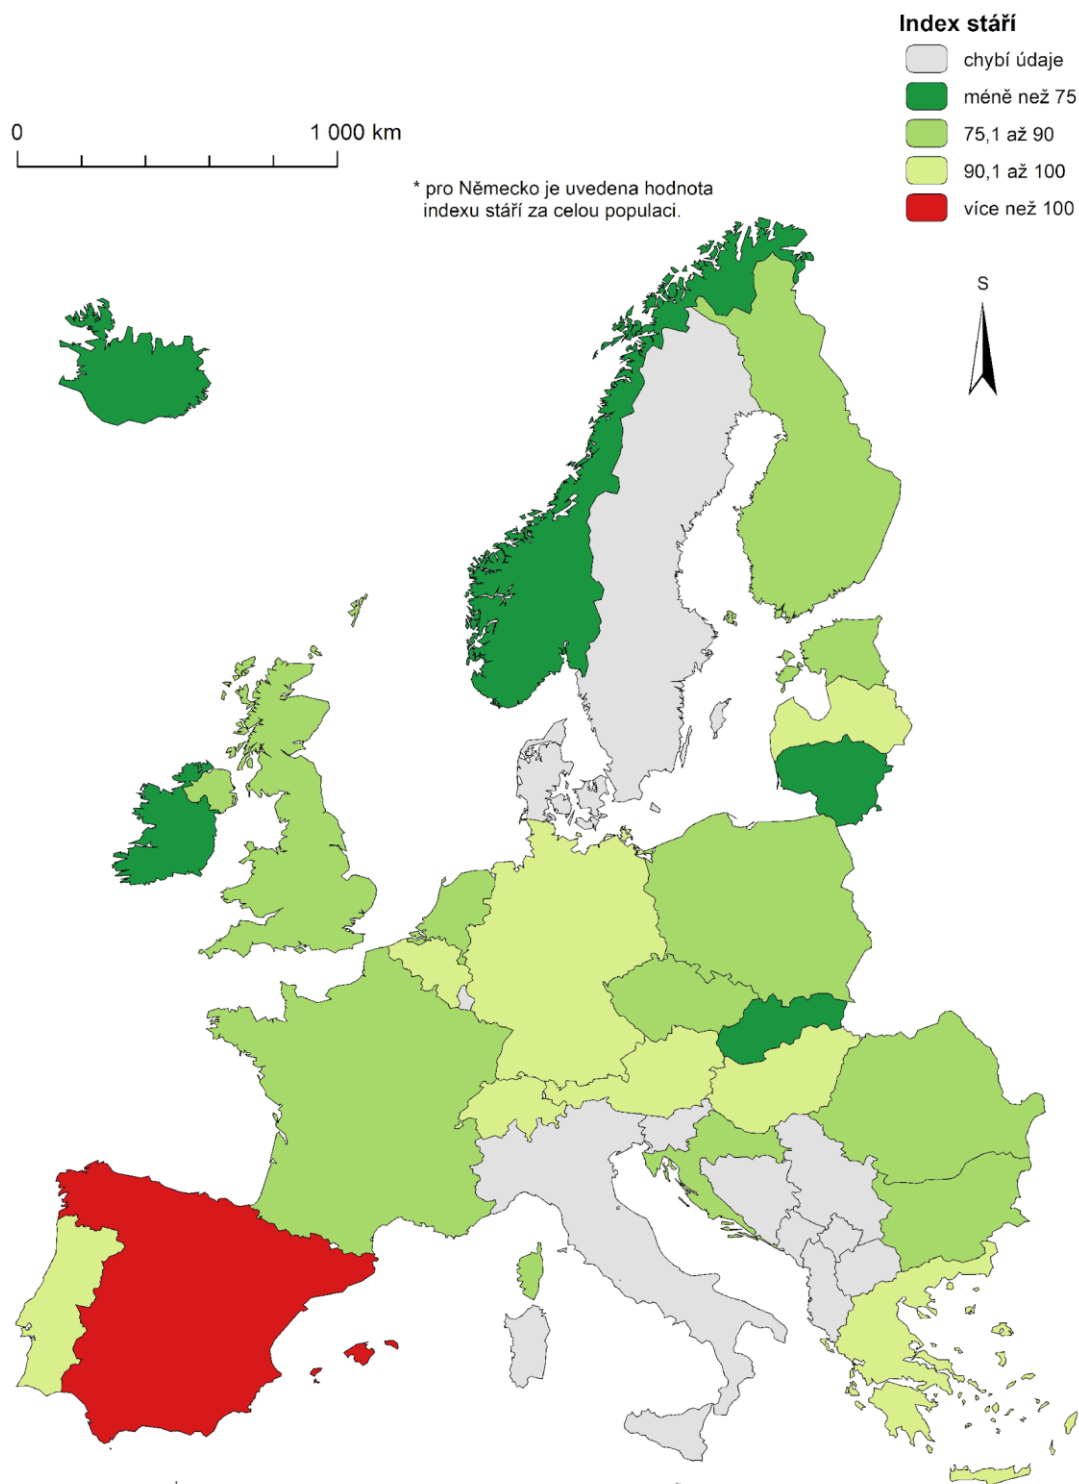 Index stáří
chybí údaje
méně než 75
75,1 až 90
90,1 až 100
více než 100
0 1 000 km
* pro Německo je uvedena hodnota
indexu stáří za celou populaci.
S